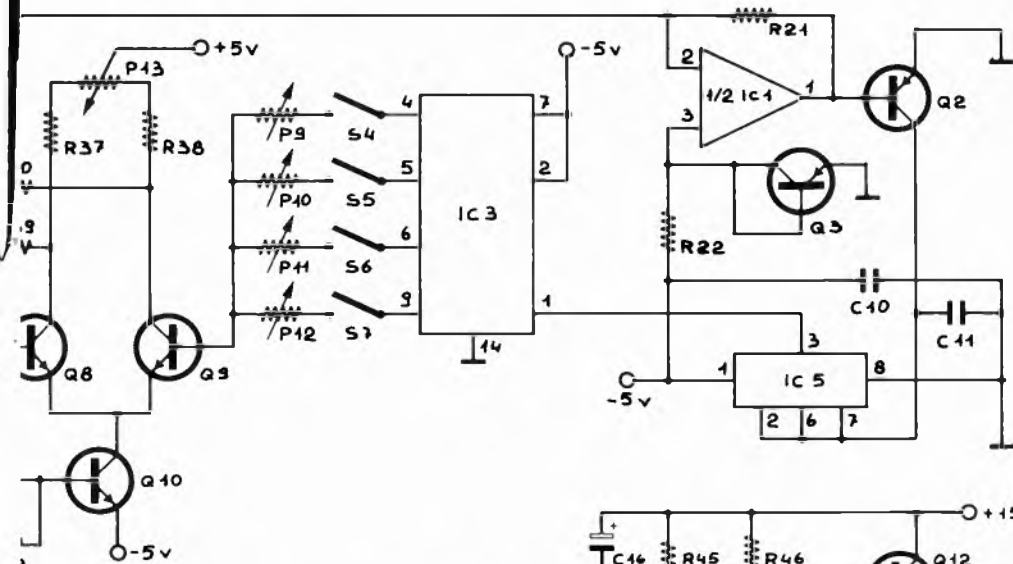 R21
+5v
-5v
P13
2
1/2 IC1
1
Q2
4
7
3
P9
S4
R37
R38
5
2
P10
S5
IC3
Q3
6
R22
P11
S6
9
1
C10
P12
S7
C11
3
14
Q8
Q9
1
IC5
8
-5v
2
6
7
Q10
-5v
C14
+
R45
R46
Q12